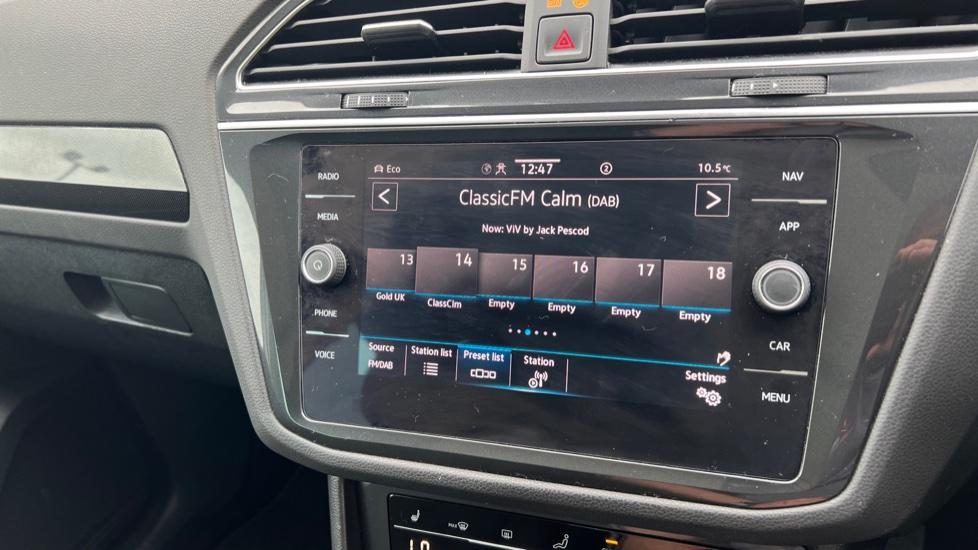 Eco 12:47 2 10.5°C
RADIO
MEDIA
PHONE
VOICE
NAV
APP
CAR
MENU
ClassicFM Calm (DAB)
Now: ViV by Jack Pescod
13 14 15 16 17 18
Gold UK ClassClm Empty Empty Empty Empty
Source Station list Preset list Station Settings
FM/DAB
MAX